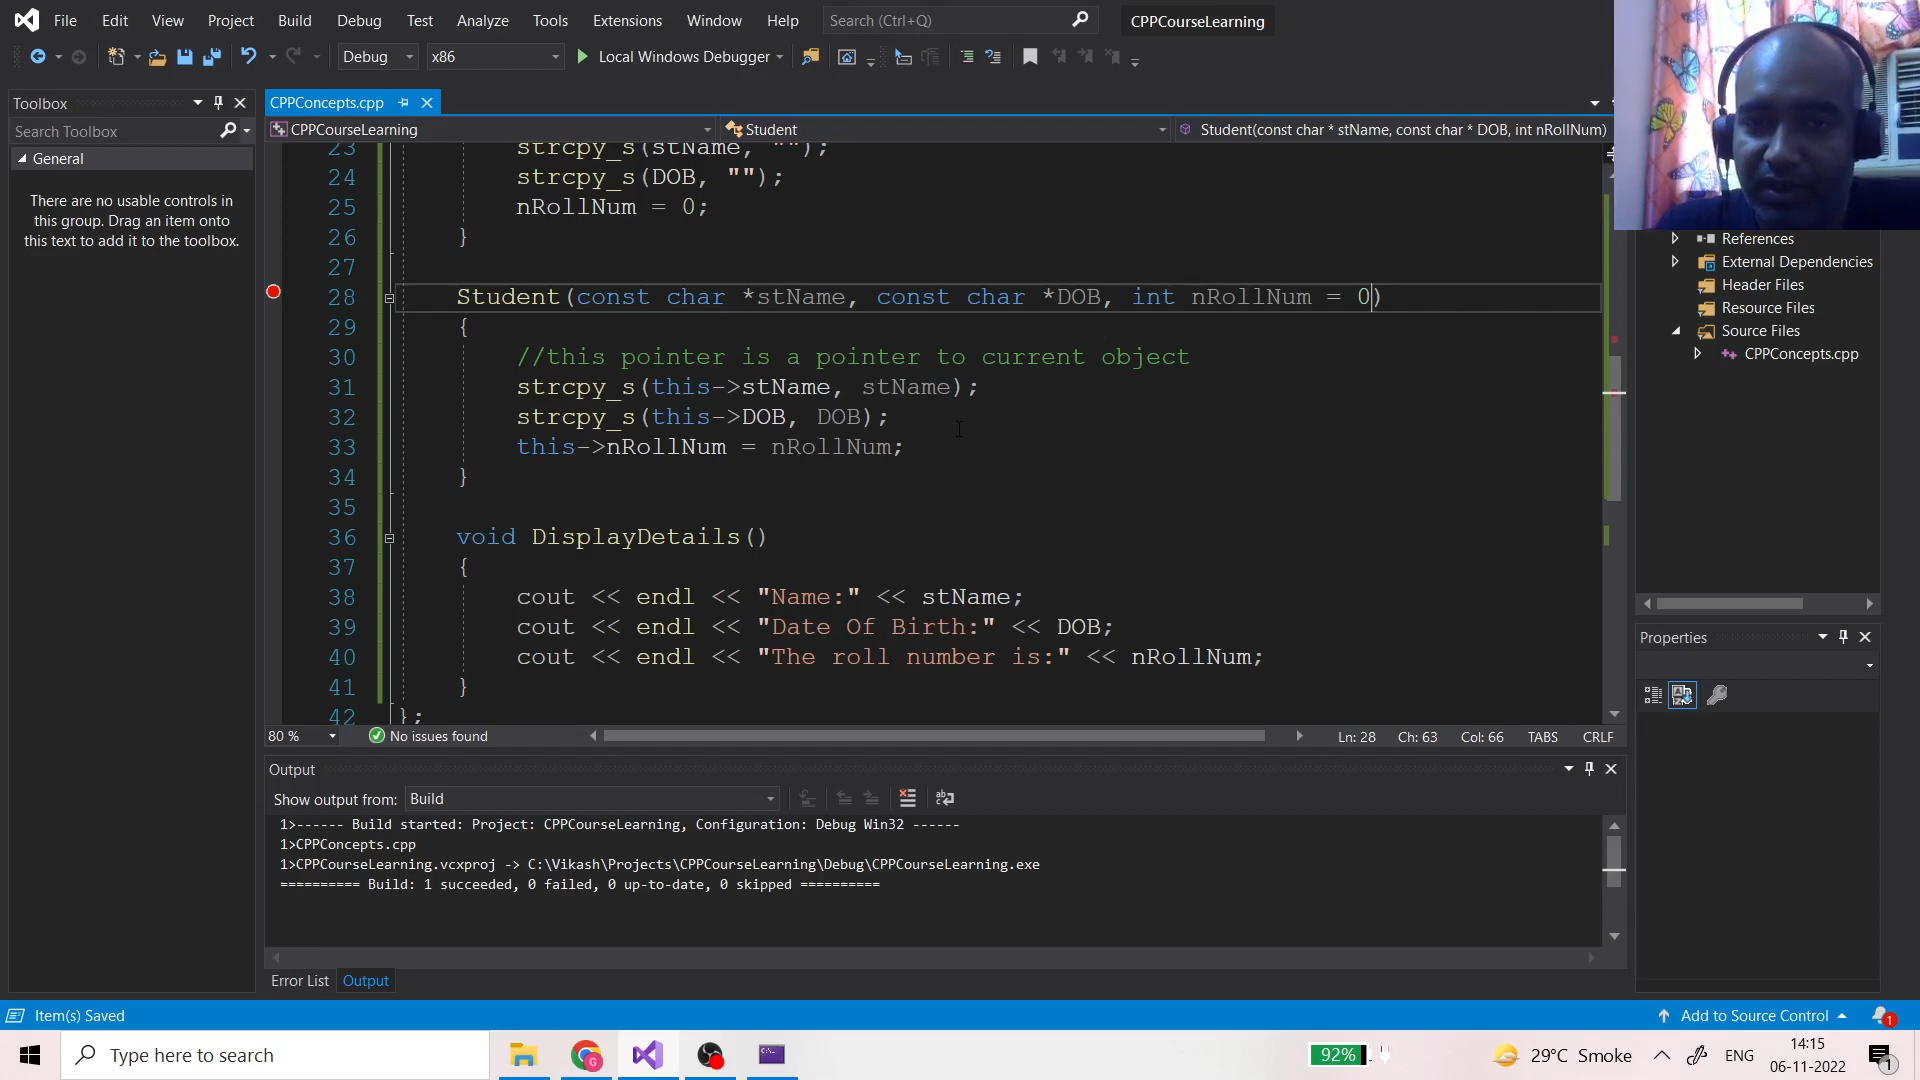 File Edit View Project Build Debug Test Analyze Tools Extensions Window Help Search (Ctrl+Q) CPPCourseLearning
Debug x86 Local Windows Debugger
Toolbox
Search Toolbox
General
There are no usable controls in
this group. Drag an item onto
this text to add it to the toolbox.
CPPConcepts.cpp
CPPCourseLearning Student Student(const char * stName, const char * DOB, int nRollNum)
23 strcpy_s(stName, "");
24 strcpy_s(DOB, "");
25 nRollNum = 0;
26 }
27
28 Student(const char *stName, const char *DOB, int nRollNum = 0)
29 {
30 //this pointer is a pointer to current object
31 strcpy_s(this->stName, stName);
32 strcpy_s(this->DOB, DOB);
33 this->nRollNum = nRollNum;
34 }
35
36 void DisplayDetails()
37 {
38 cout << endl << "Name:" << stName;
39 cout << endl << "Date Of Birth:" << DOB;
40 cout << endl << "The roll number is:" << nRollNum;
41 }
42 };
80 % No issues found Ln: 28 Ch: 63 Col: 66 TABS CRLF
References
External Dependencies
Header Files
Resource Files
Source Files
CPPConcepts.cpp
Properties
Output
Show output from: Build
1>------ Build started: Project: CPPCourseLearning, Configuration: Debug Win32 ------
1>CPPConcepts.cpp
1>CPPCourseLearning.vcxproj -> C:\Vikash\Projects\CPPCourseLearning\Debug\CPPCourseLearning.exe
========== Build: 1 succeeded, 0 failed, 0 up-to-date, 0 skipped ==========
Error List Output
Item(s) Saved Add to Source Control 1
Type here to search 92% 29°C Smoke ENG 14:15
06-11-2022 1